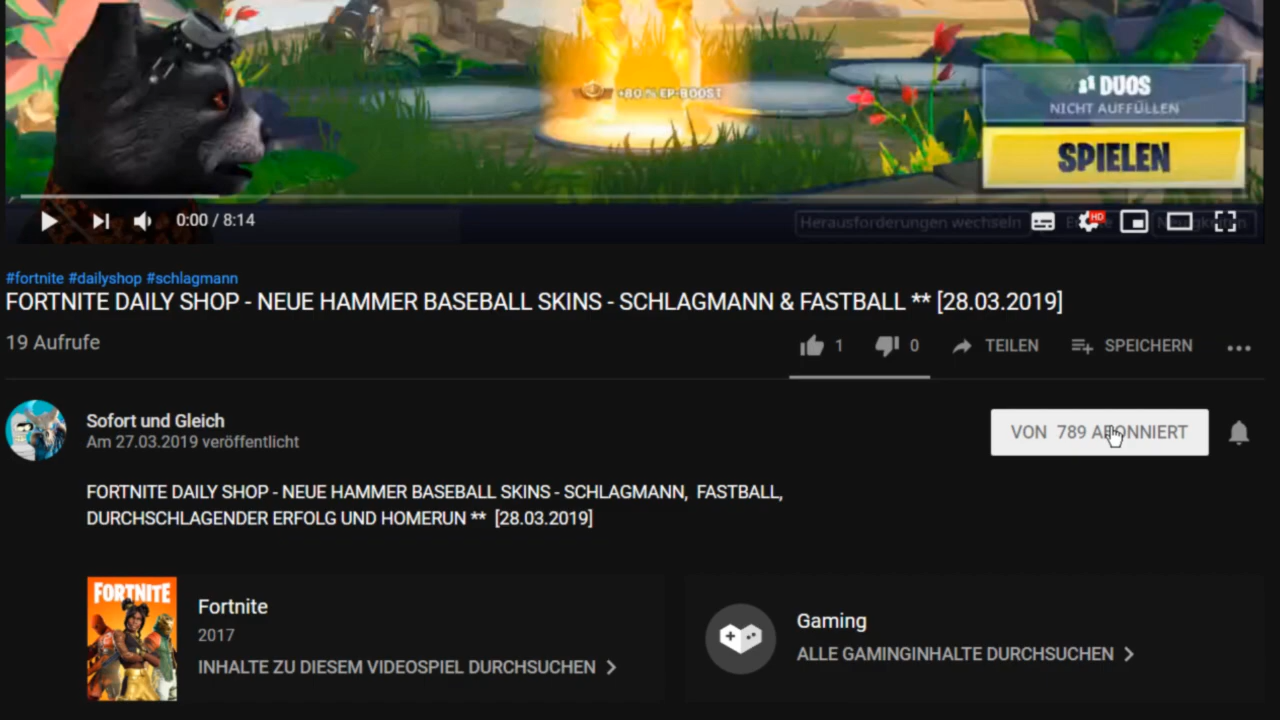 +80 % EP-BOOST
DUOS
NICHT AUFFÜLLEN
SPIELEN
0:00 / 8:14
Herausforderungen wechseln
HD
#fortnite #dailyshop #schlagmann
FORTNITE DAILY SHOP - NEUE HAMMER BASEBALL SKINS - SCHLAGMANN & FASTBALL ** [28.03.2019]
19 Aufrufe
1
0
TEILEN
SPEICHERN
Sofort und Gleich
Am 27.03.2019 veröffentlicht
VON 789 ABONNIERT
FORTNITE DAILY SHOP - NEUE HAMMER BASEBALL SKINS - SCHLAGMANN, FASTBALL,
DURCHSCHLAGENDER ERFOLG UND HOMERUN ** [28.03.2019]
FORTNITE
Fortnite
2017
INHALTE ZU DIESEM VIDEOSPIEL DURCHSUCHEN
Gaming
ALLE GAMINGINHALTE DURCHSUCHEN